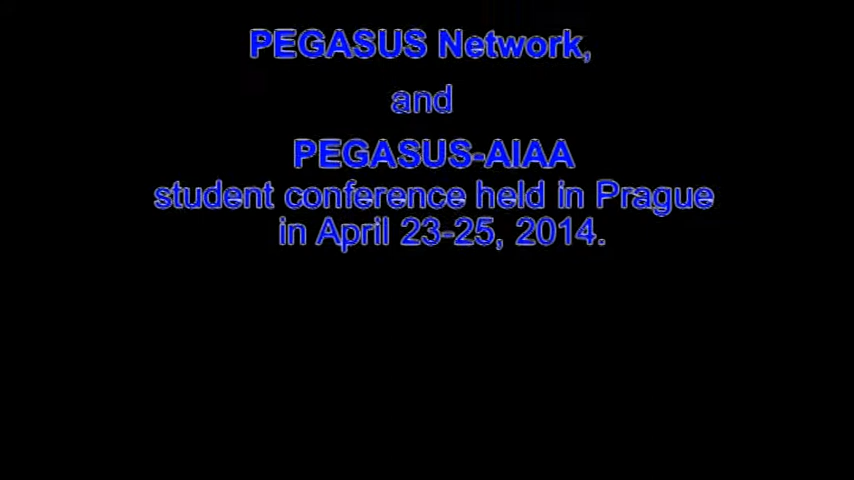 PEGASUS Network,
and
PEGASUS-AIAA
student conference held in Prague
in April 23-25, 2014.